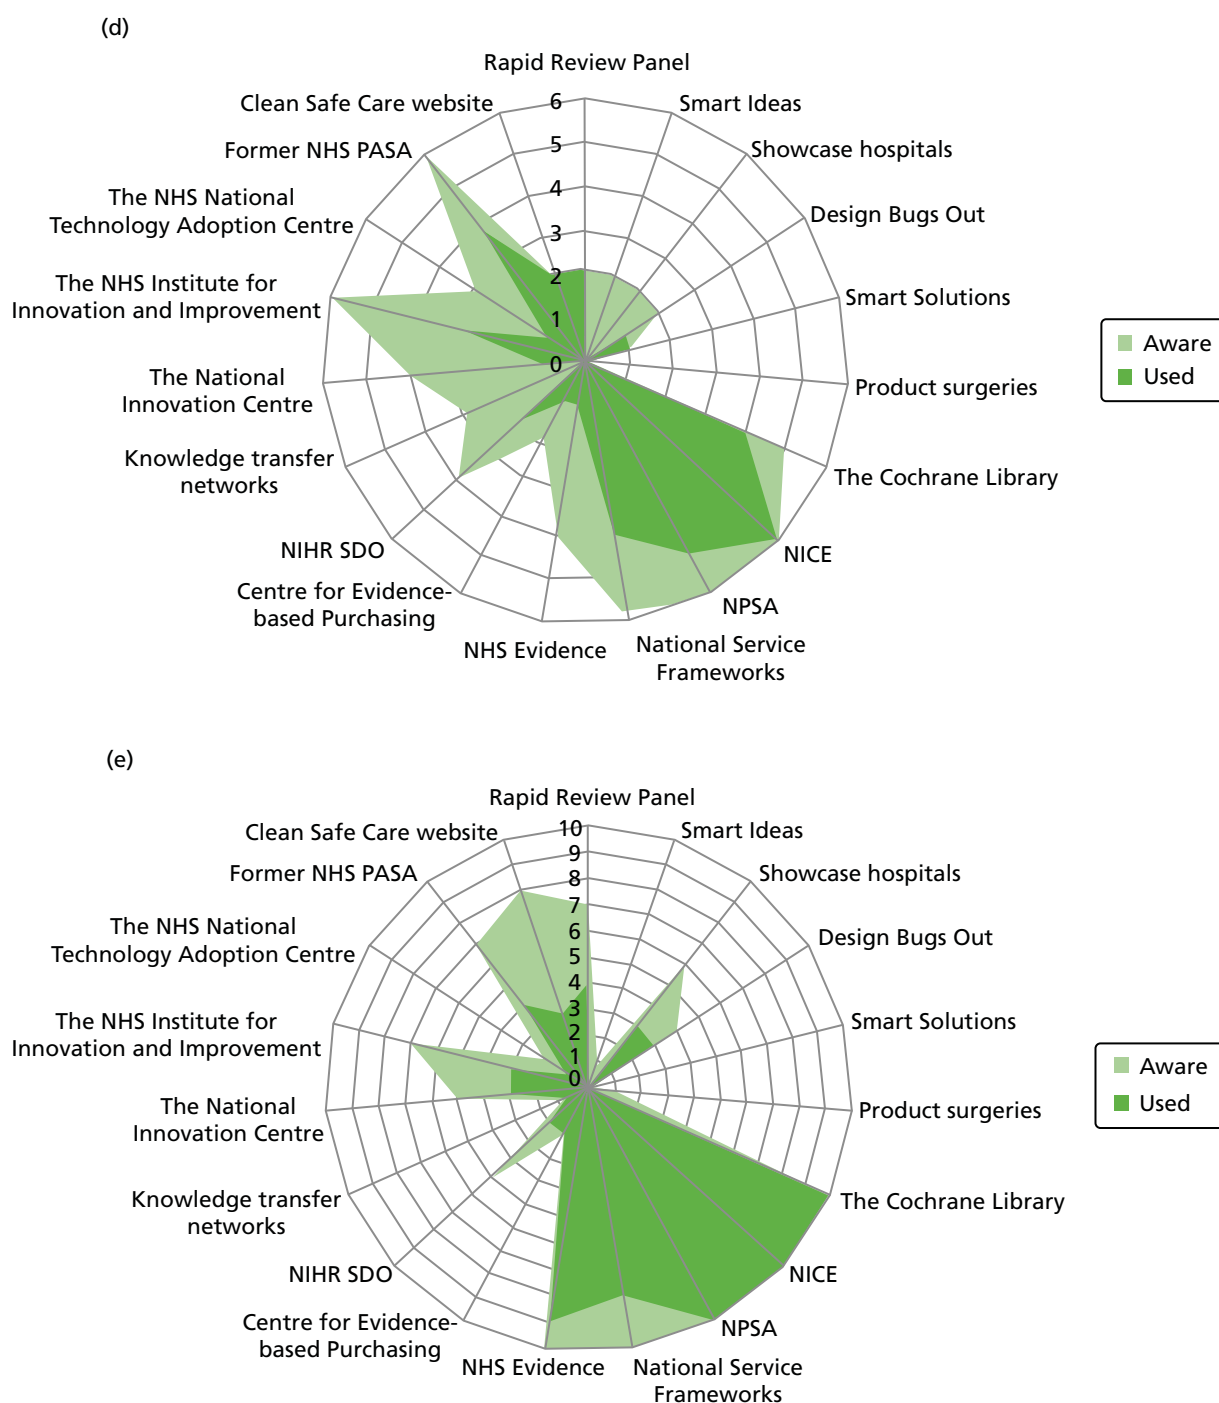 (d)
Rapid Review Panel
Clean Safe Care website
Smart Ideas
Former NHS PASA
Showcase hospitals
The NHS National
Technology Adoption Centre
Design Bugs Out
The NHS Institute for
Innovation and Improvement
Smart Solutions
The National
Innovation Centre
Product surgeries
Knowledge transfer
networks
The Cochrane Library
NIHR SDO
NICE
Centre for Evidence-
based Purchasing
NPSA
NHS Evidence
National Service
Frameworks
6
5
4
3
2
1
0
Aware
Used
(e)
Rapid Review Panel
Clean Safe Care website
Smart Ideas
Former NHS PASA
Showcase hospitals
The NHS National
Technology Adoption Centre
Design Bugs Out
The NHS Institute for
Innovation and Improvement
Smart Solutions
The National
Innovation Centre
Product surgeries
Knowledge transfer
networks
The Cochrane Library
NIHR SDO
NICE
Centre for Evidence-
based Purchasing
NPSA
NHS Evidence
National Service
Frameworks
10
9
8
7
6
5
4
3
2
1
0
Aware
Used